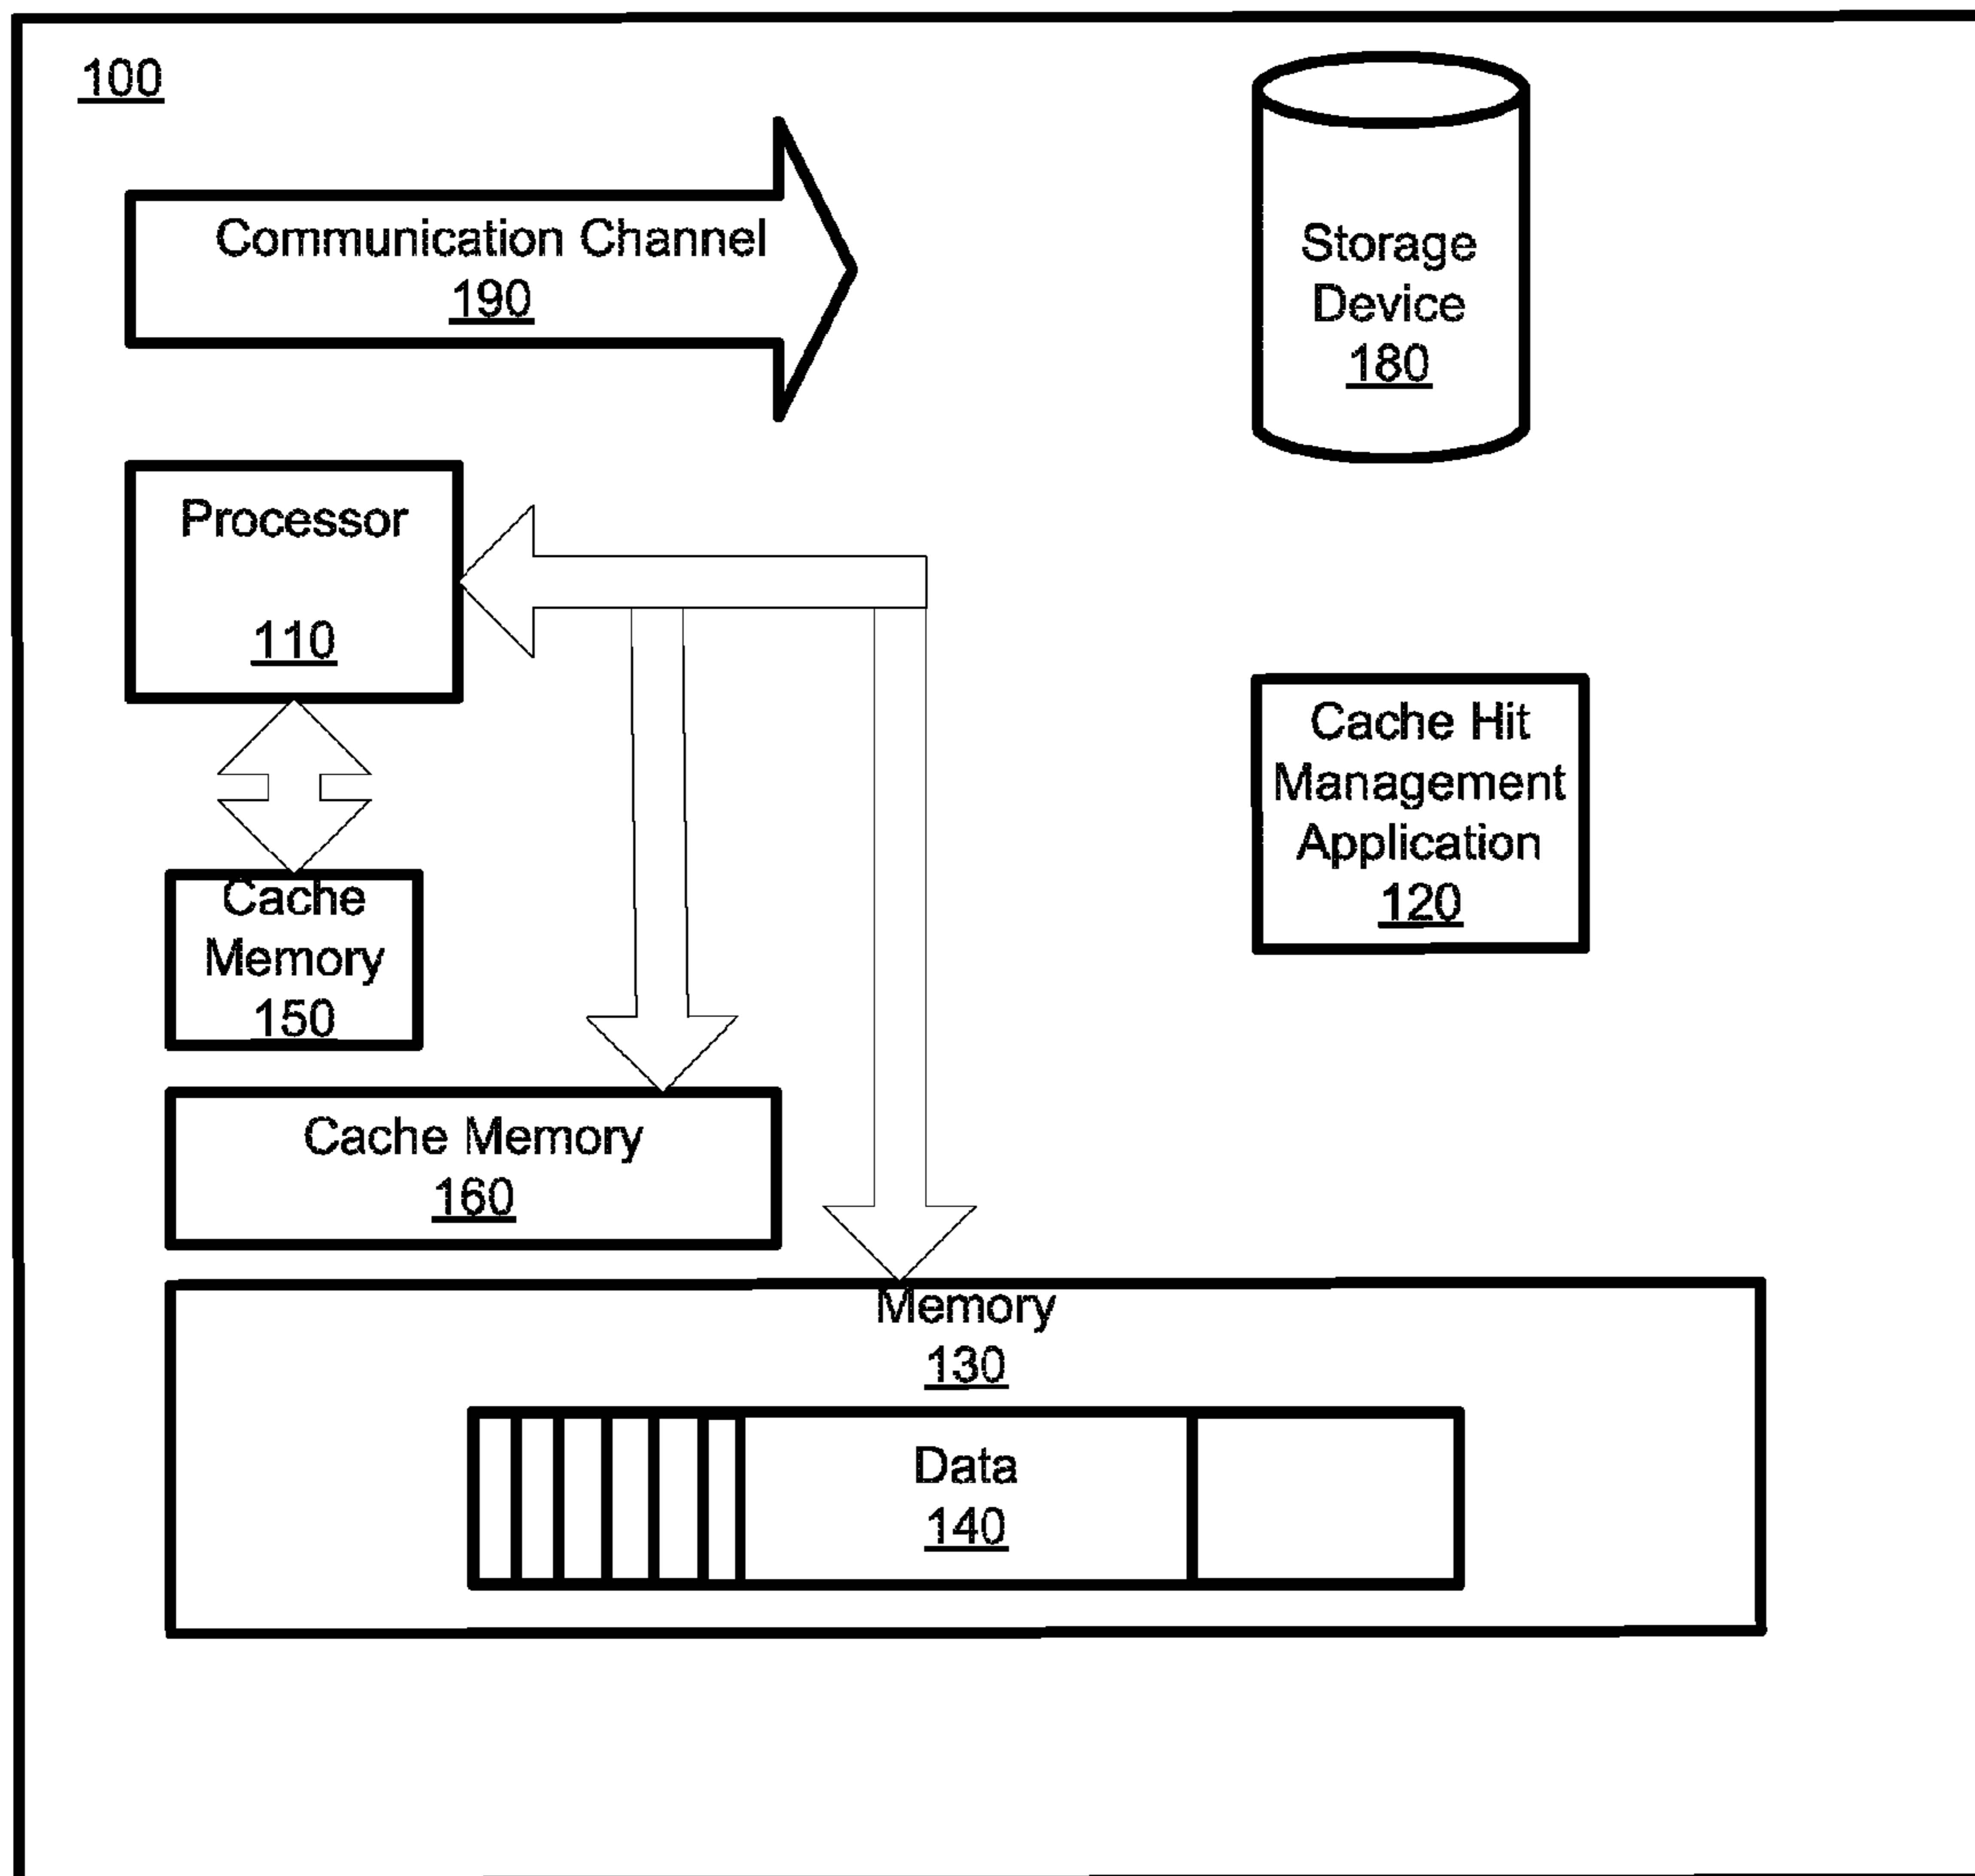 100
Communication Channel
190
Storage
Device
180
Processor
110
Cache Hit
Management
Application
120
Cache
Memory
150
Cache Memory
160
Memory
130
Data
140